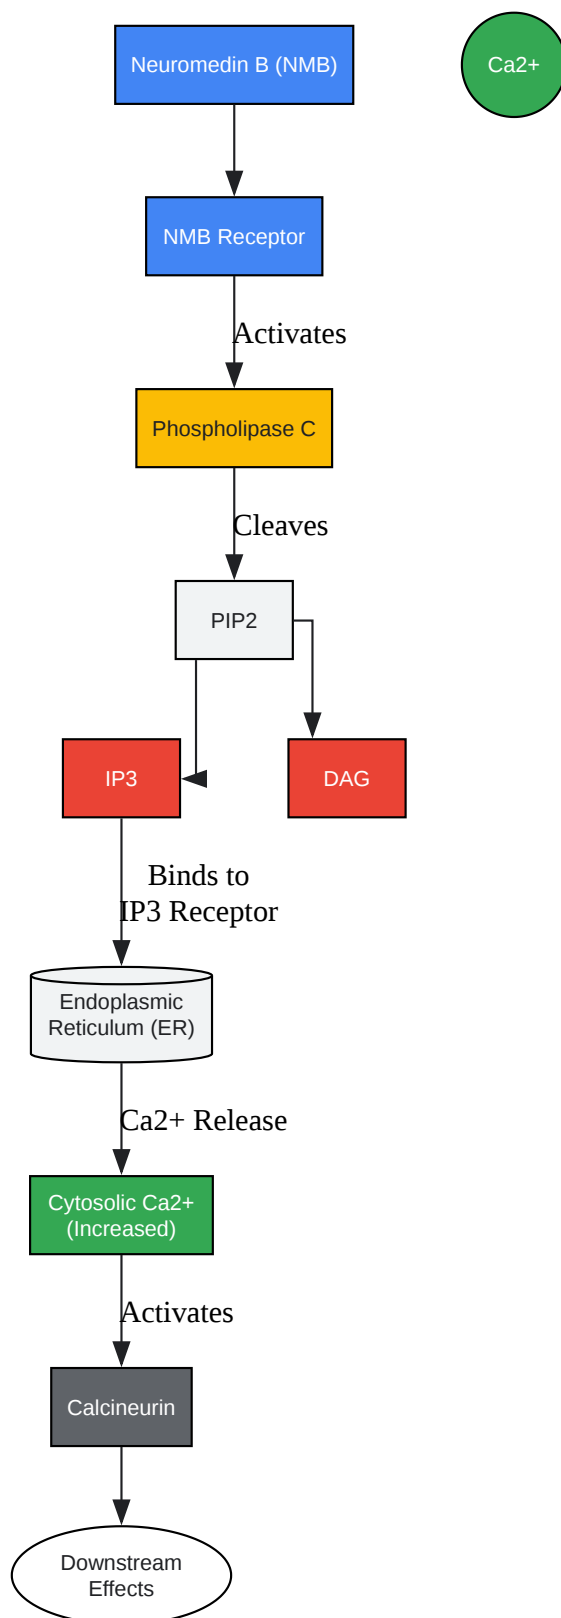 Neuromedin B (NMB)
Ca2+
NMB Receptor
Activates
Phospholipase C
Cleaves
PIP2
IP3
DAG
Binds to
IP3 Receptor
Endoplasmic
Reticulum (ER)
Ca2+ Release
Cytosolic Ca2+
(Increased)
Activates
Calcineurin
Downstream
Effects